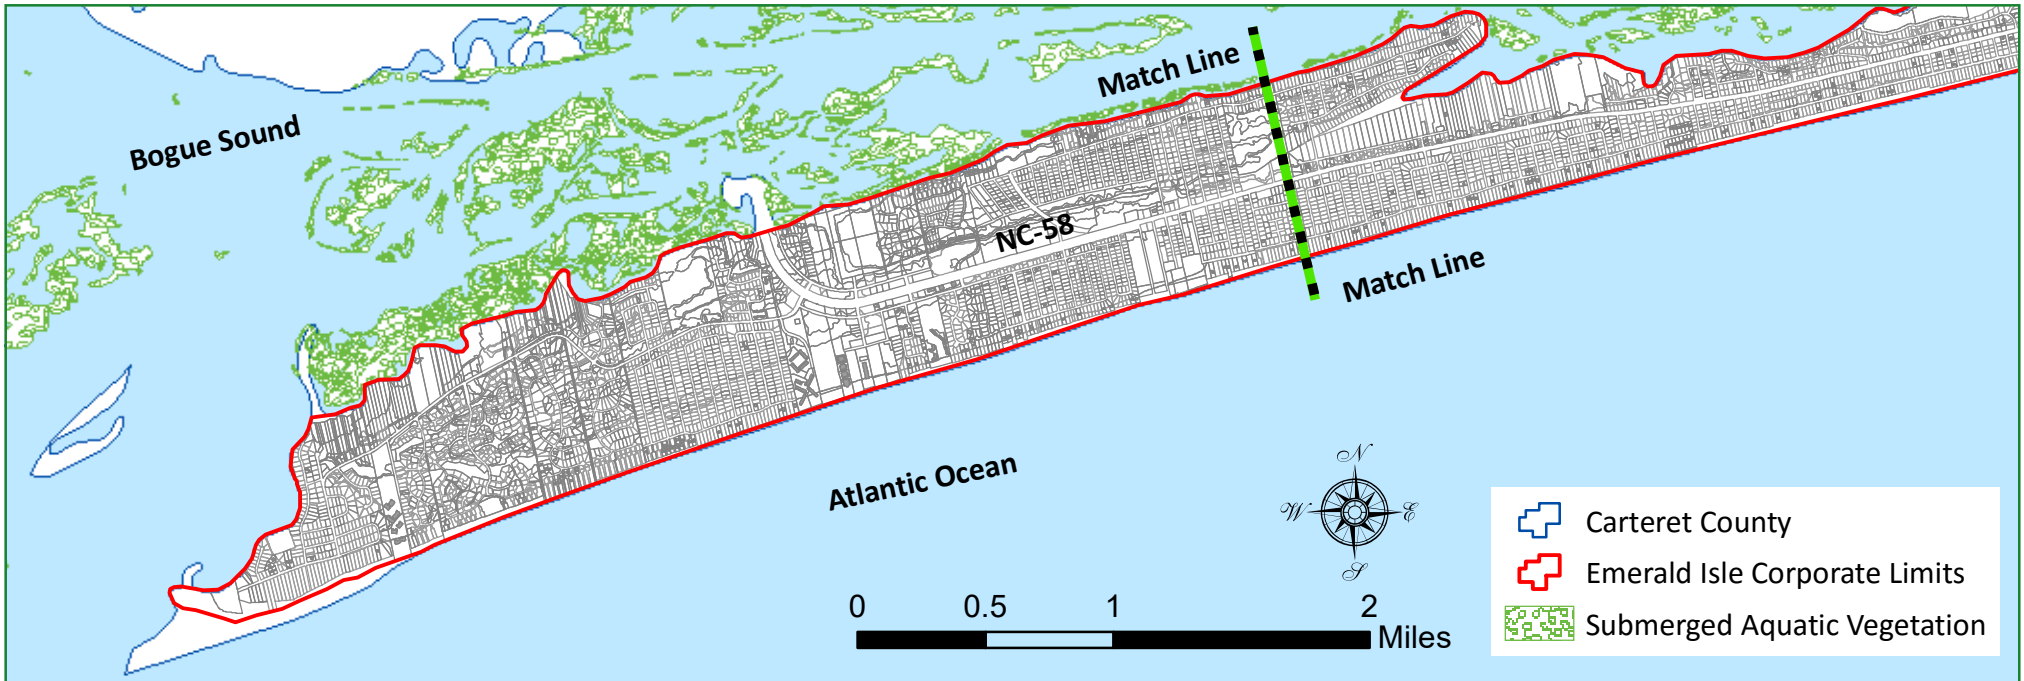 Match Line
Bogue Sound
NC-58
Match Line
Atlantic Ocean
N
W
E
S
0 0.5 1 2
Miles
Carteret County
Emerald Isle Corporate Limits
Submerged Aquatic Vegetation